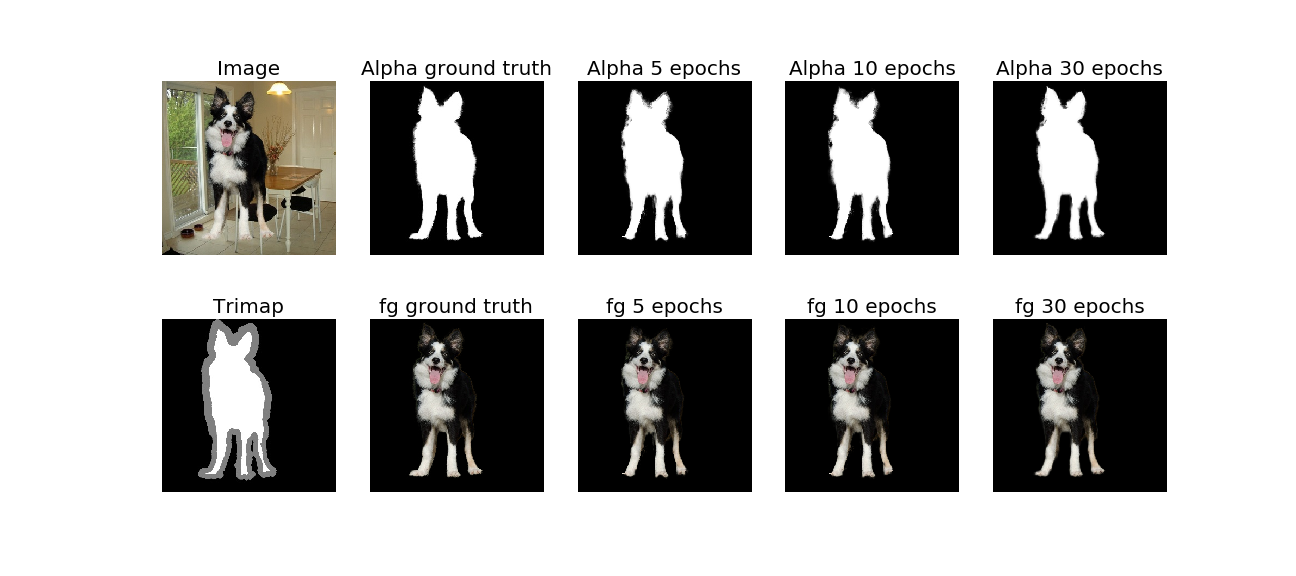 Image
Alpha ground truth
Alpha 5 epochs
Alpha 10 epochs
Alpha 30 epochs
Trimap
fg ground truth
fg 5 epochs
fg 10 epochs
fg 30 epochs